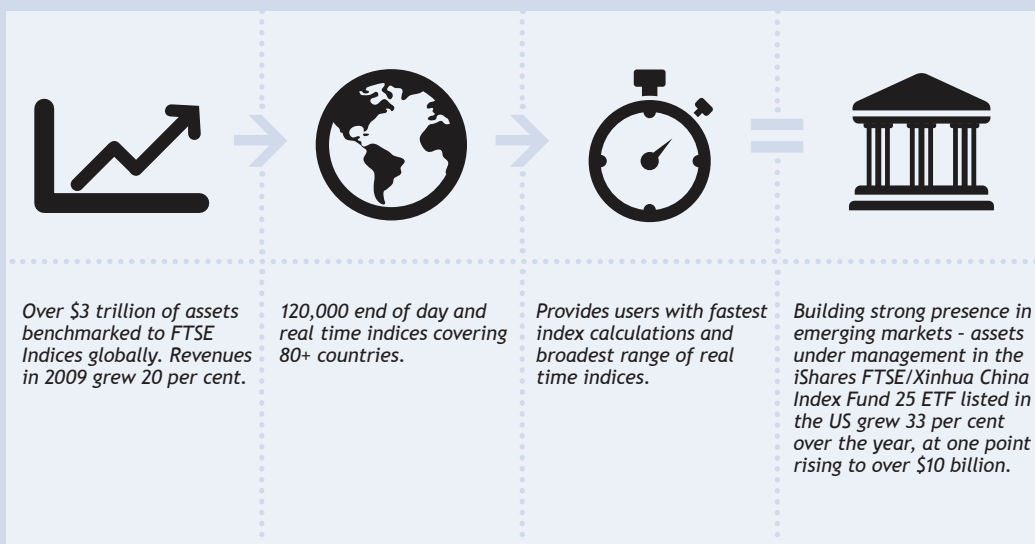 Over $3 trillion of assets
benchmarked to FTSE
Indices globally. Revenues
in 2009 grew 20 per cent.
120,000 end of day and
real time indices covering
80+ countries.
Provides users with fastest
index calculations and
broadest range of real
time indices.
Building strong presence in
emerging markets – assets
under management in the
iShares FTSE/Xinhua China
Index Fund 25 ETF listed in
the US grew 33 per cent
over the year, at one point
rising to over $10 billion.